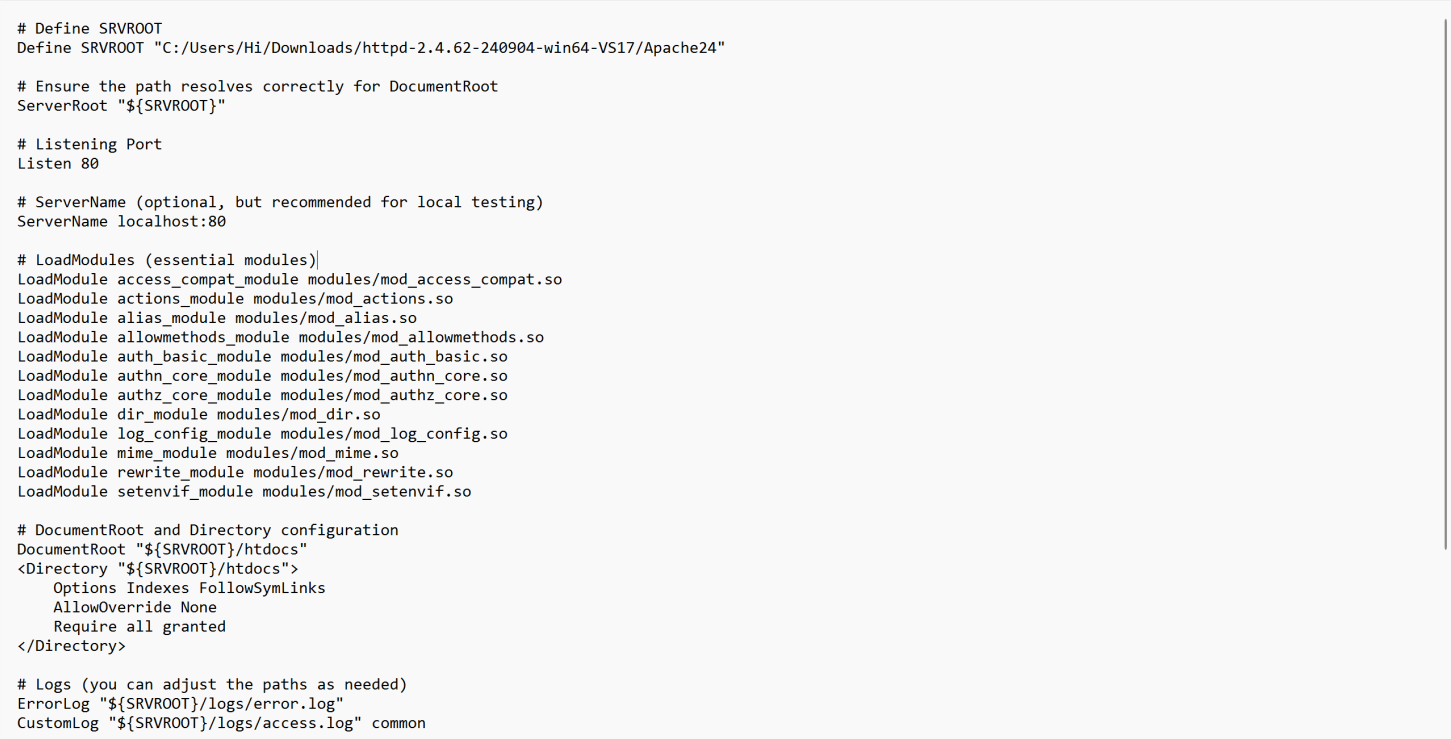 # Define SRVROOT
Define SRVROOT "C:/Users/Hi/Downloads/httpd-2.4.62-240904-win64-VS17/Apache24"
# Ensure the path resolves correctly for DocumentRoot
ServerRoot "${SRVROOT}"
# Listening Port
Listen 80
# ServerName (optional, but recommended for local testing)
ServerName localhost:80
# LoadModules (essential modules)
LoadModule access_compat_module modules/mod_access_compat.so
LoadModule actions_module modules/mod_actions.so
LoadModule alias_module modules/mod_alias.so
LoadModule allowmethods_module modules/mod_allowmethods.so
LoadModule auth_basic_module modules/mod_auth_basic.so
LoadModule authn_core_module modules/mod_authn_core.so
LoadModule authz_core_module modules/mod_authz_core.so
LoadModule dir_module modules/mod_dir.so
LoadModule log_config_module modules/mod_log_config.so
LoadModule mime_module modules/mod_mime.so
LoadModule rewrite_module modules/mod_rewrite.so
LoadModule setenvif_module modules/mod_setenvif.so
# DocumentRoot and Directory configuration
DocumentRoot "${SRVROOT}/htdocs"
<Directory "${SRVROOT}/htdocs">
    Options Indexes FollowSymLinks
    AllowOverride None
    Require all granted
</Directory>
# Logs (you can adjust the paths as needed)
ErrorLog "${SRVROOT}/logs/error.log"
CustomLog "${SRVROOT}/logs/access.log" common